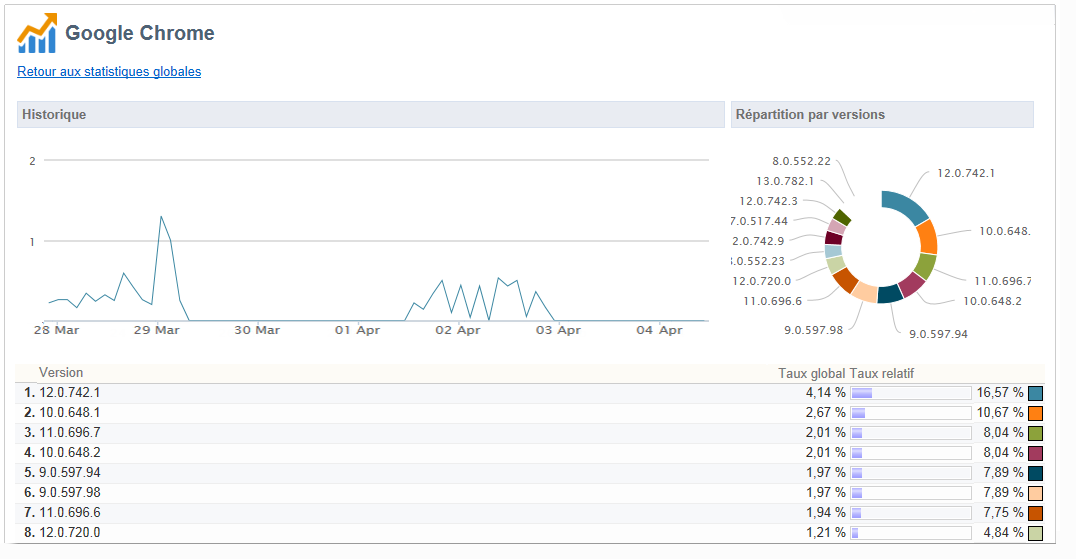 Google Chrome
Retour aux statistiques globales
Historique
Répartition par versions
2
1
28 Mar 29 Mar 30 Mar 01 Apr 02 Apr 03 Apr 04 Apr
8.0.552.22
13.0.782.1
12.0.742.3
7.0.517.44
2.0.742.9
3.0.552.23
12.0.720.0
11.0.696.6
9.0.597.98
12.0.742.1
10.0.648.
11.0.696.7
10.0.648.2
9.0.597.94
Version Taux global Taux relatif
1. 12.0.742.1 4,14 % 16,57 %
2. 10.0.648.1 2,67 % 10,67 %
3. 11.0.696.7 2,01 % 8,04 %
4. 10.0.648.2 2,01 % 8,04 %
5. 9.0.597.94 1,97 % 7,89 %
6. 9.0.597.98 1,97 % 7,89 %
7. 11.0.696.6 1,94 % 7,75 %
8. 12.0.720.0 1,21 % 4,84 %